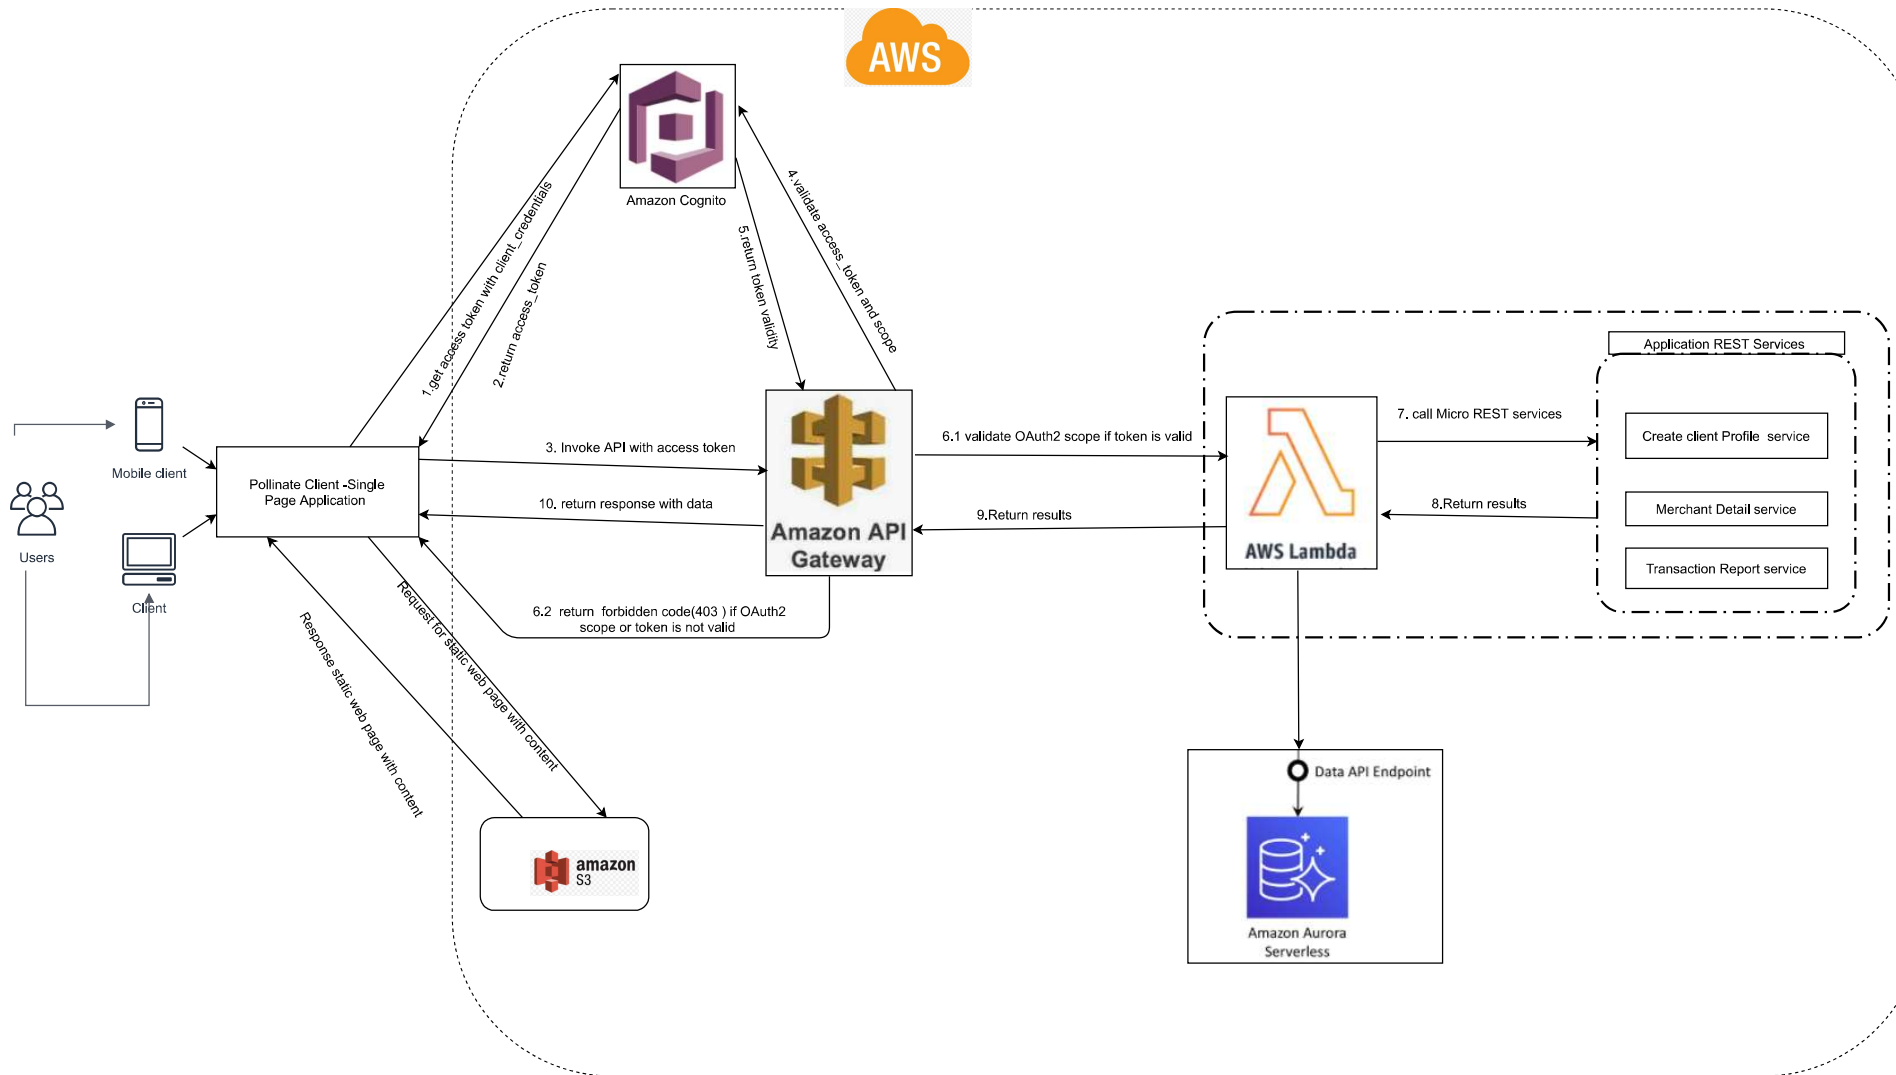 AWS
Amazon Cognito
1.get access token with client_credentials
2.return access_token
4.validate access_token and scope
5.return token validity
Application REST Services
Mobile client
Users
Client
Pollinate Client -Single
Page Application
3. Invoke API with access token
10. return response with data
Amazon API
Gateway
6.1 validate OAuth2 scope if token is valid
9.Return results
AWS Lambda
7. call Micro REST services
8.Return results
Create client Profile  service
Merchant Detail service
Transaction Report service
6.2  return  forbidden code(403 ) if OAuth2
scope or token is not valid
Request for static web page with content
Response static web page with content
amazon
S3
Data API Endpoint
Amazon Aurora
Serverless